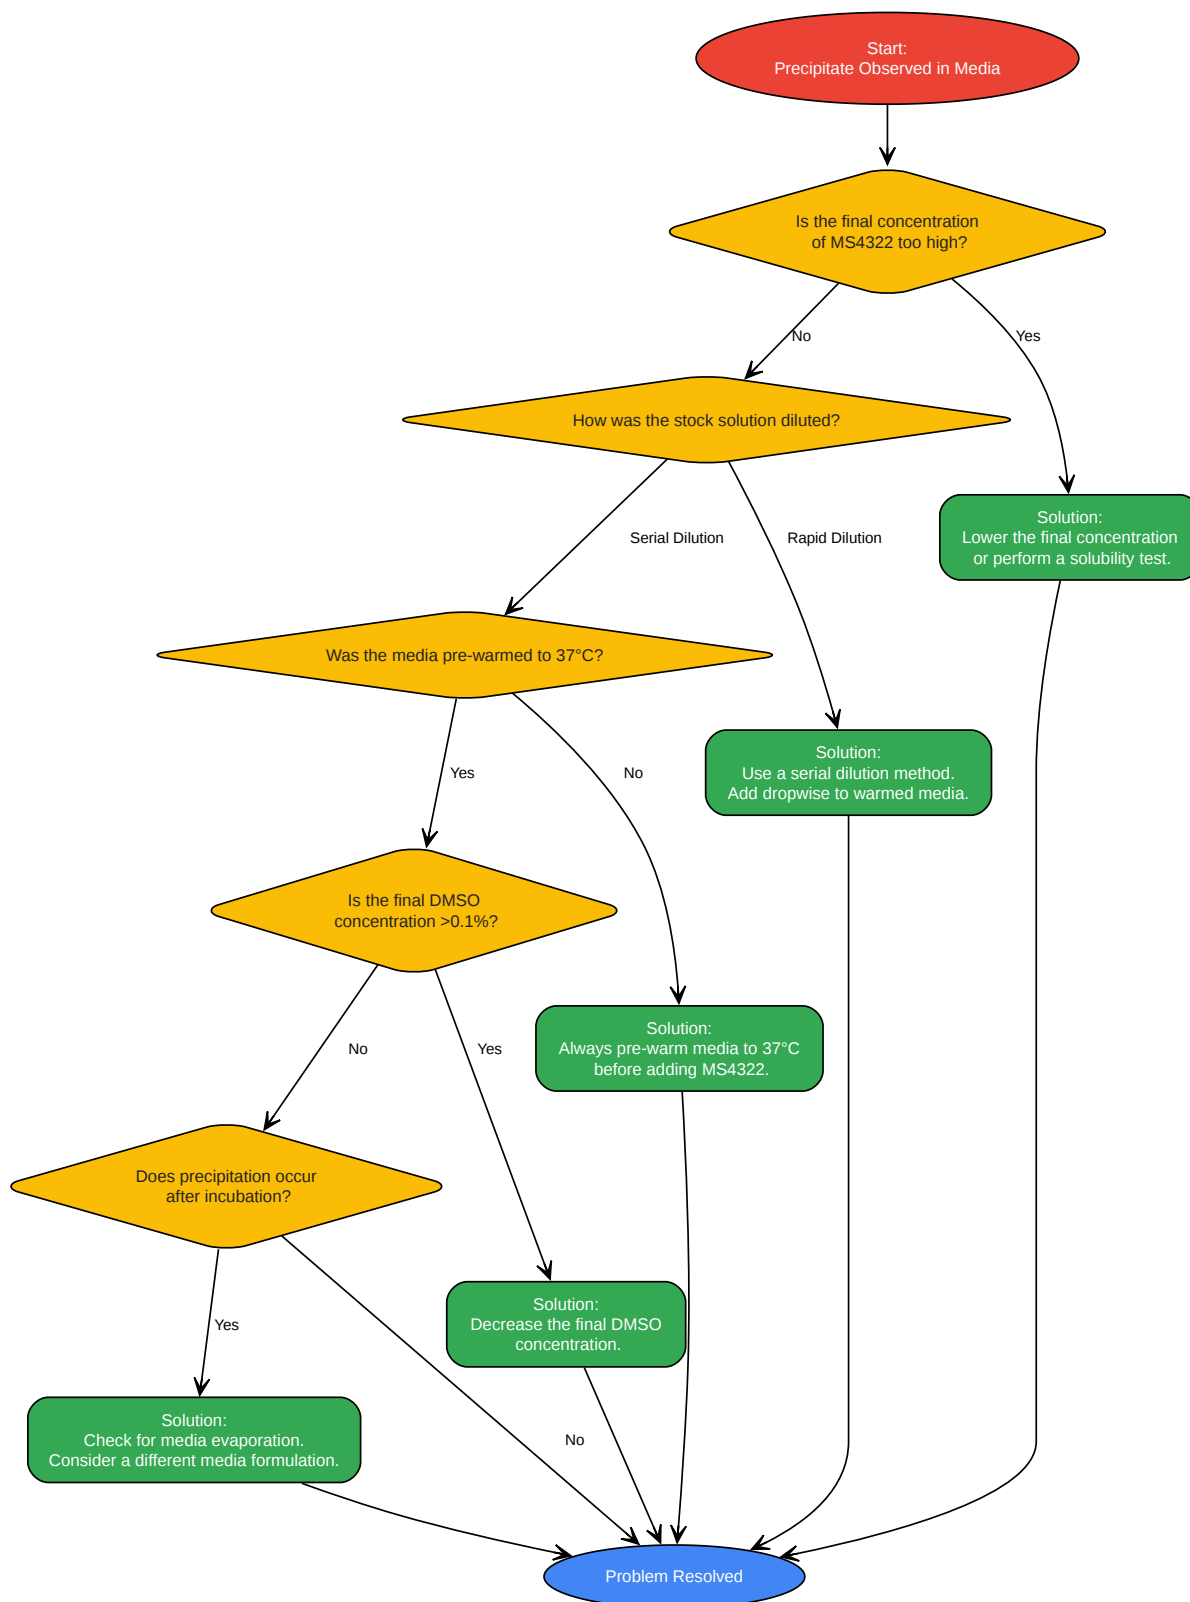 Start:
Precipitate Observed in Media
Is the final concentration
of MS4322 too high?
No
Yes
How was the stock solution diluted?
Solution:
Lower the final concentration
or perform a solubility test.
Serial Dilution
Rapid Dilution
Was the media pre-warmed to 37°C?
Solution:
Use a serial dilution method.
Add dropwise to warmed media.
Yes
No
Is the final DMSO
concentration >0.1%?
Solution:
Always pre-warm media to 37°C
before adding MS4322.
No
Yes
Does precipitation occur
after incubation?
Solution:
Decrease the final DMSO
concentration.
Yes
No
Solution:
Check for media evaporation.
Consider a different media formulation.
Problem Resolved